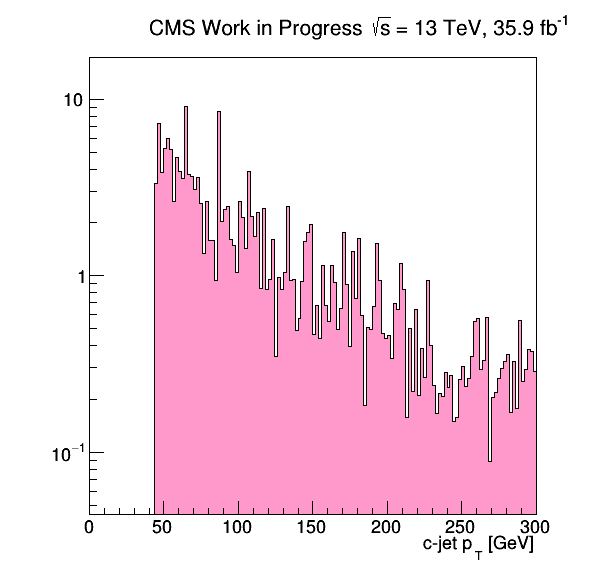 CMS Work in Progress √s = 13 TeV, 35.9 fb⁻¹
10
1
10⁻¹
0 50 100 150 200 250 300
c-jet p_T [GeV]